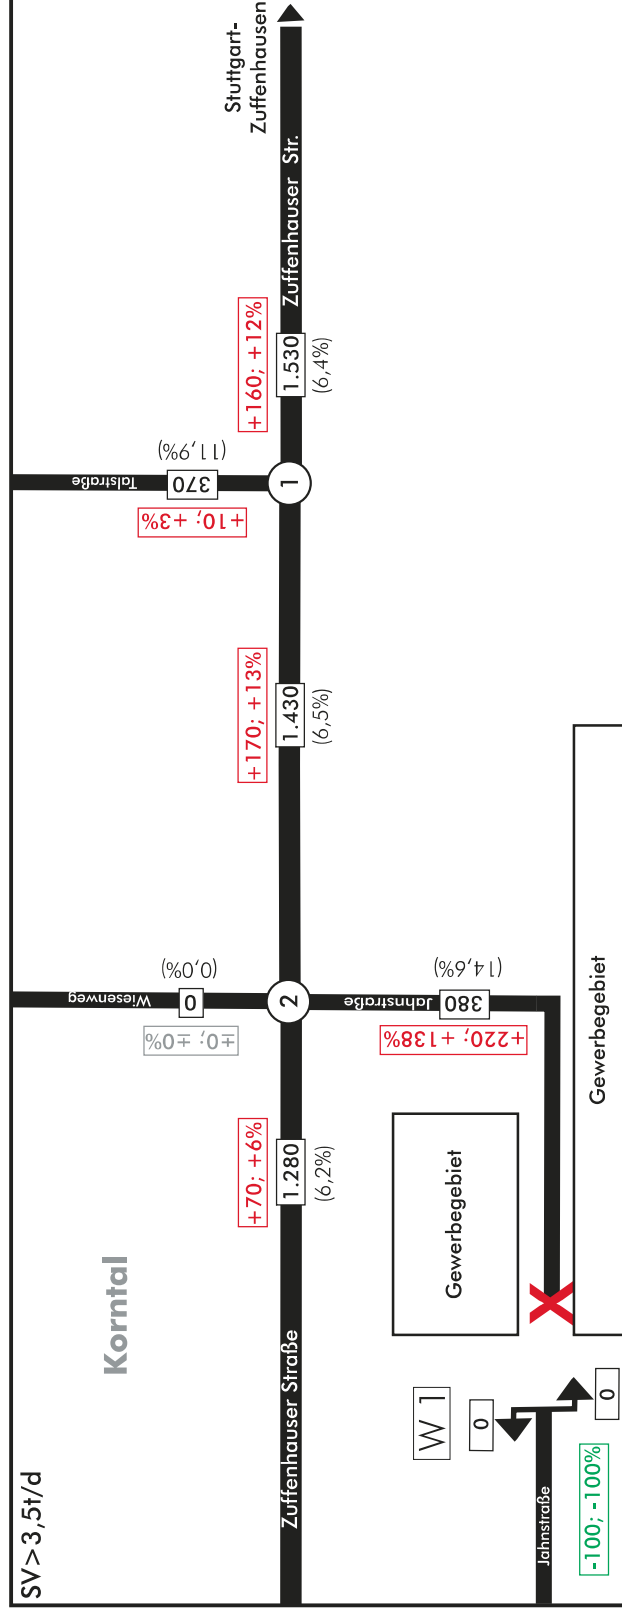 SV>3,5t/d
Korntal
Stuttgart-
Zuffenhausen
Zuffenhauser Straße
+70; +6%
1.280
(6,2%)
Wiesenweg
0
(0,0%)
±0; ±0%
2
+170; +13%
1.430
(6,5%)
Talstraße
370
(11,9%)
+10; +3%
1
+160; +12%
1.530
(6,4%)
Zuffenhauser Str.
Jahnstraße
380
(14,6%)
+220; +138%
Gewerbegebiet
Gewerbegebiet
W 1
0
0
Jahnstraße
-100; -100%